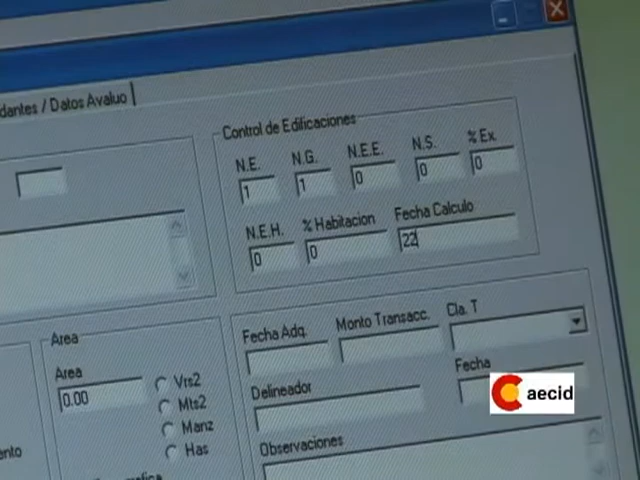 dantes / Datos Avaluo
Control de Edificaciones
N.E. N.G. N.E.E. N.S. % Ex.
1 1 0 0 0
N.E.H. % Habitacion Fecha Calculo
0 0 22
Area
Area
0.00
Vrs2
Mts2
Manz
Has
Fecha Adq. Monto Transacc. Cla. T
Delineador Fecha
Observaciones
aecid